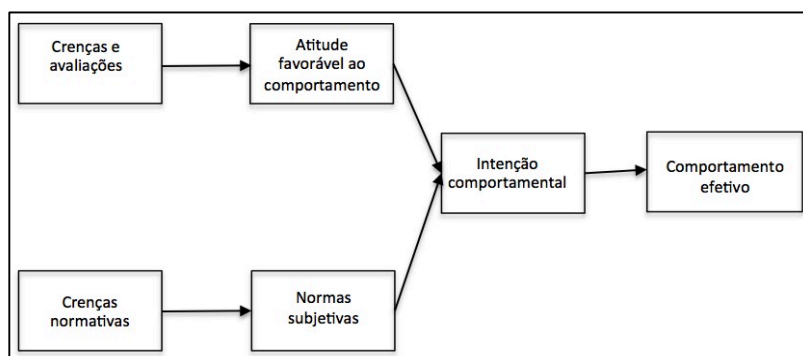 Crenças e
avaliações
Atitude
favorável ao
comportamento
Intenção
comportamental
Comportamento
efetivo
Crenças
normativas
Normas
subjetivas